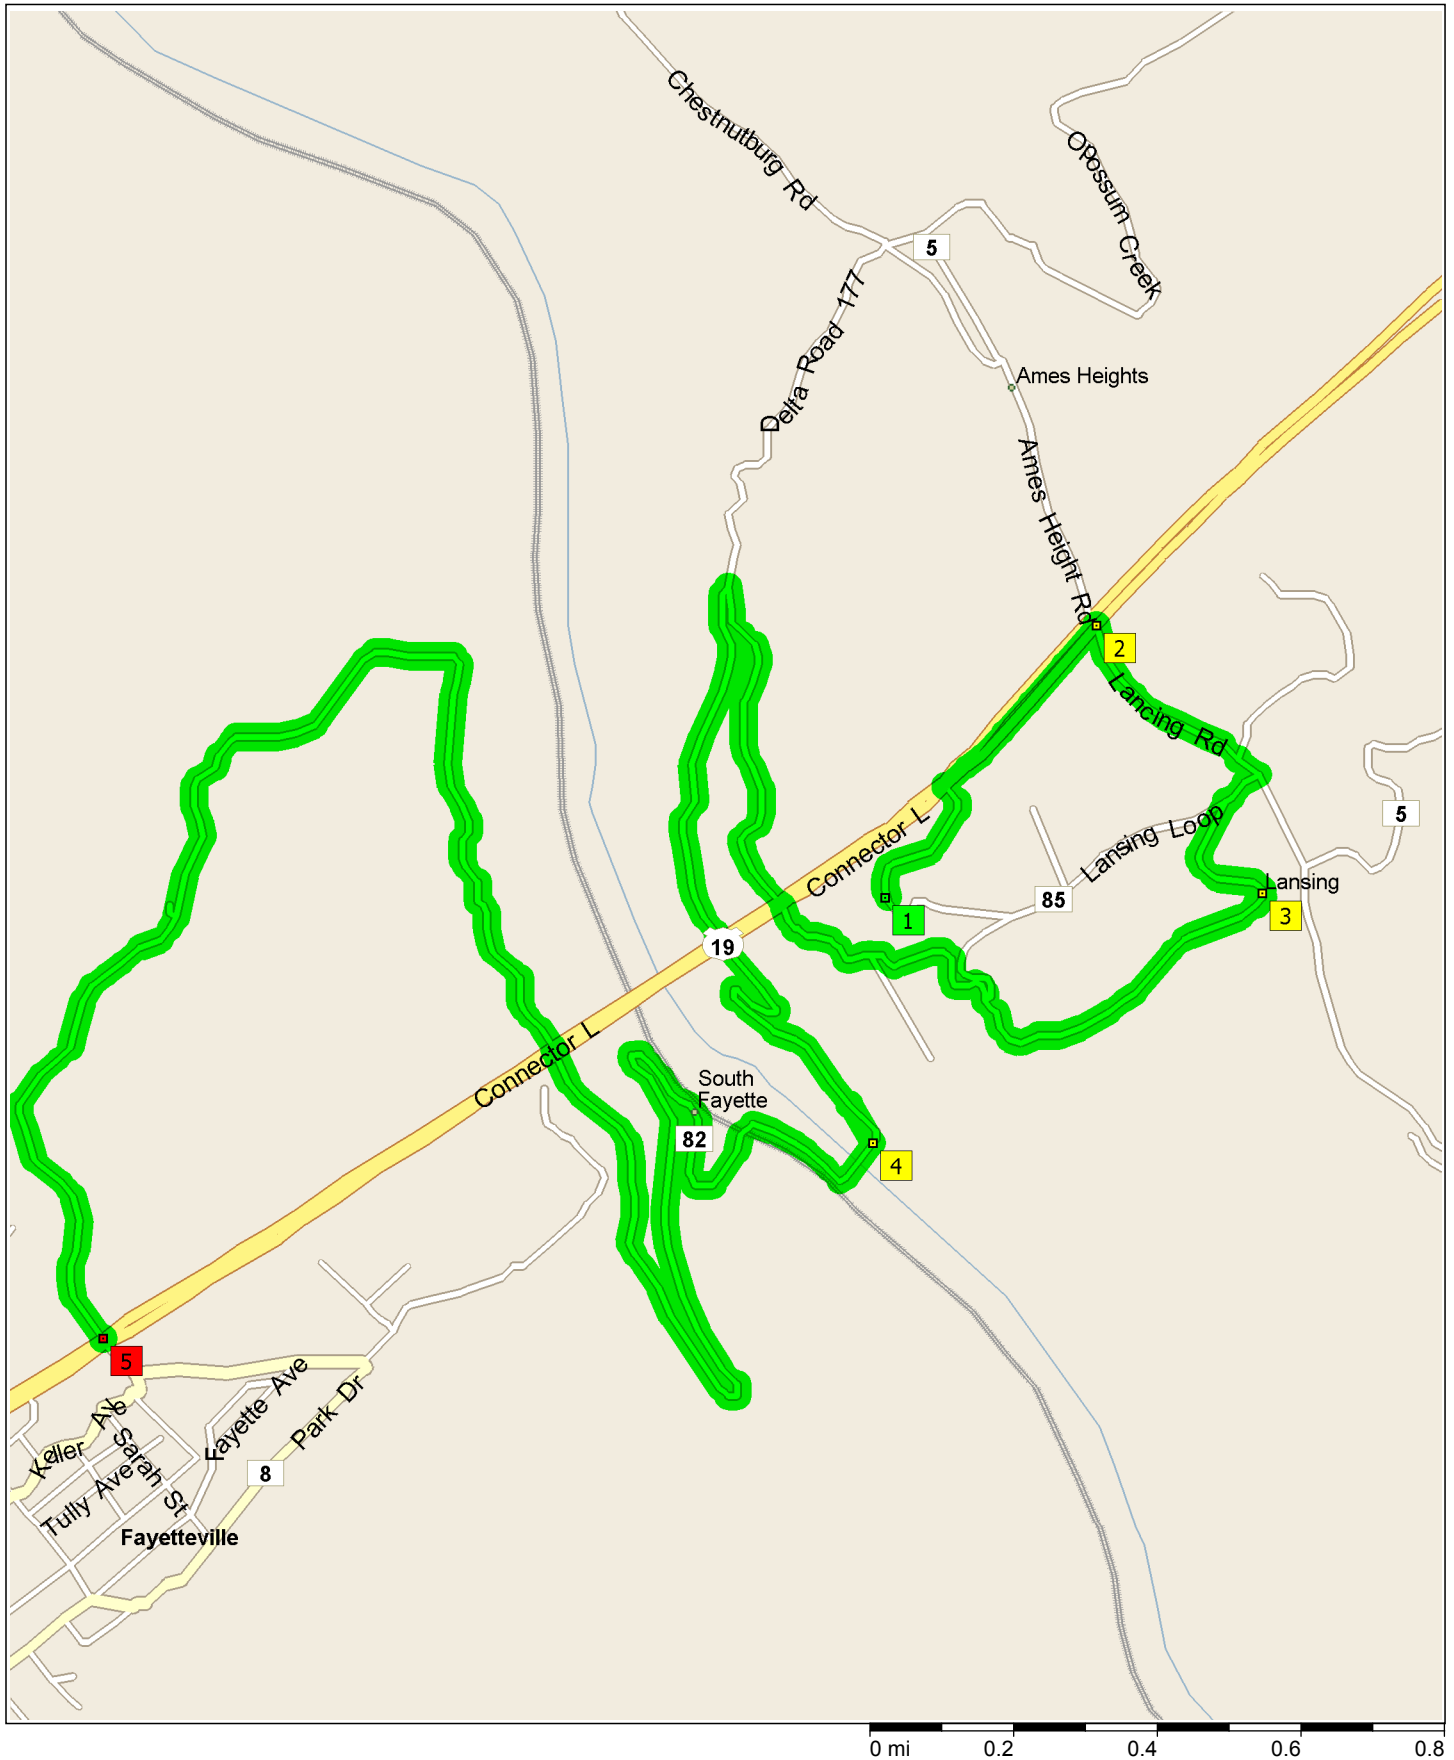 Chestnutburg Rd
Opossum Creek
5
Delta Road 177
Ames Heights
Ames Height Rd
2
Lancing Rd
Connector L
Lansing Loop
5
Lansing
85
1
3
19
Connector L
South
Fayette
82
4
5
Keller Ave
Sarah St
Fayette Ave
Park Dr
Tully Ave
8
Fayetteville
0 mi 0.2 0.4 0.6 0.8